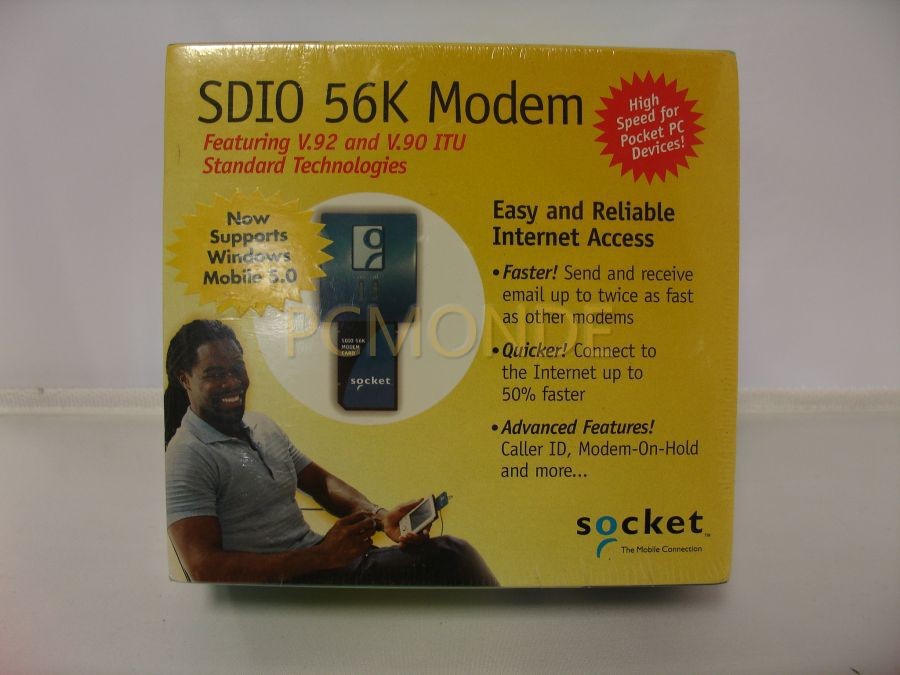 SDIO 56K Modem
Featuring V.92 and V.90 ITU
Standard Technologies
High
Speed for
Pocket PC
Devices!
Now
Supports
Windows
Mobile 5.0
Easy and Reliable
Internet Access
• Faster! Send and receive
email up to twice as fast
as other modems
• Quicker! Connect to
the Internet up to
50% faster
• Advanced Features!
Caller ID, Modem-On-Hold
and more...
SDIO 56K
MODEM
CARD
socket
PCMONDE
socket™
The Mobile Connection